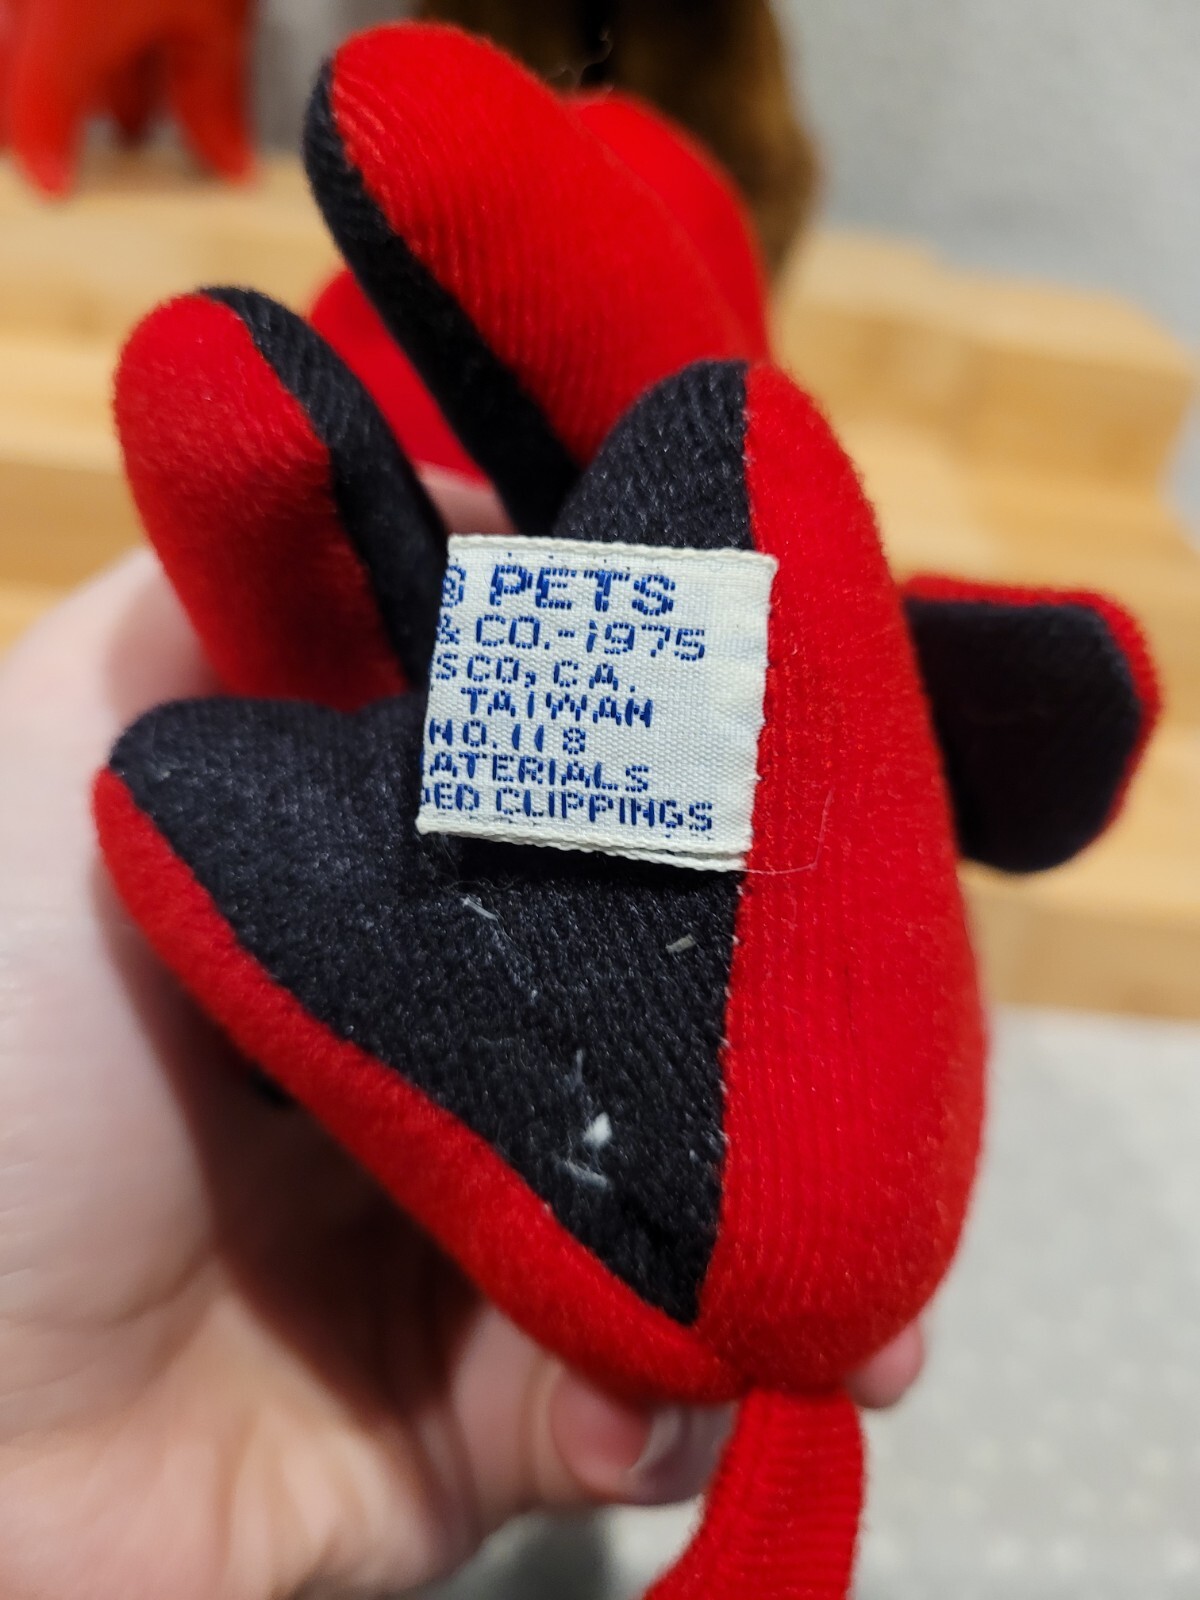 S PETS
& CO.-1975
SCO, CA.
TAIWAN
NO. 118
ATERIALS
DED CLIPPINGS